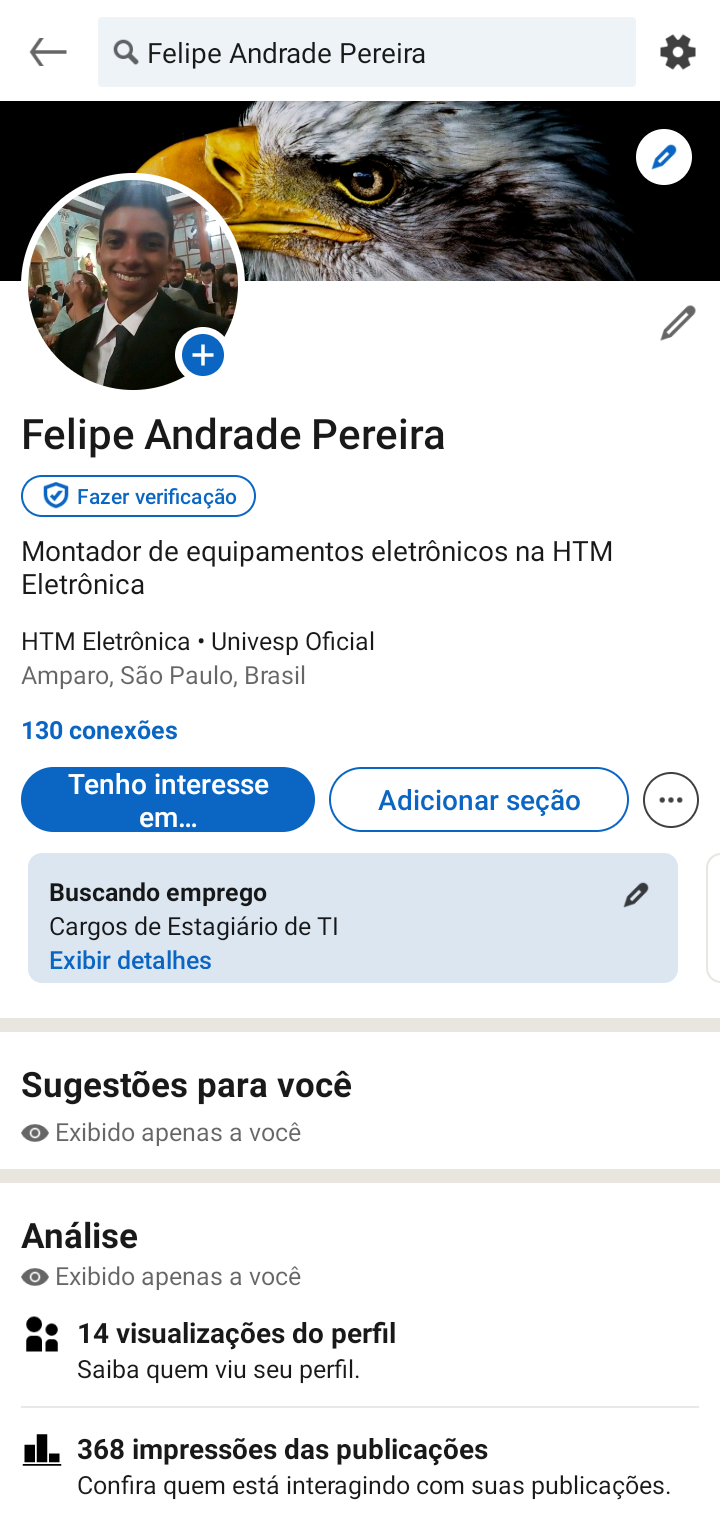 Felipe Andrade Pereira
Felipe Andrade Pereira
Fazer verificação
Montador de equipamentos eletrônicos na HTM
Eletrônica
HTM Eletrônica • Univesp Oficial
Amparo, São Paulo, Brasil
130 conexões
Tenho interesse
em...
Adicionar seção
Buscando emprego
Cargos de Estagiário de TI
Exibir detalhes
Sugestões para você
Exibido apenas a você
Análise
Exibido apenas a você
14 visualizações do perfil
Saiba quem viu seu perfil.
368 impressões das publicações
Confira quem está interagindo com suas publicações.